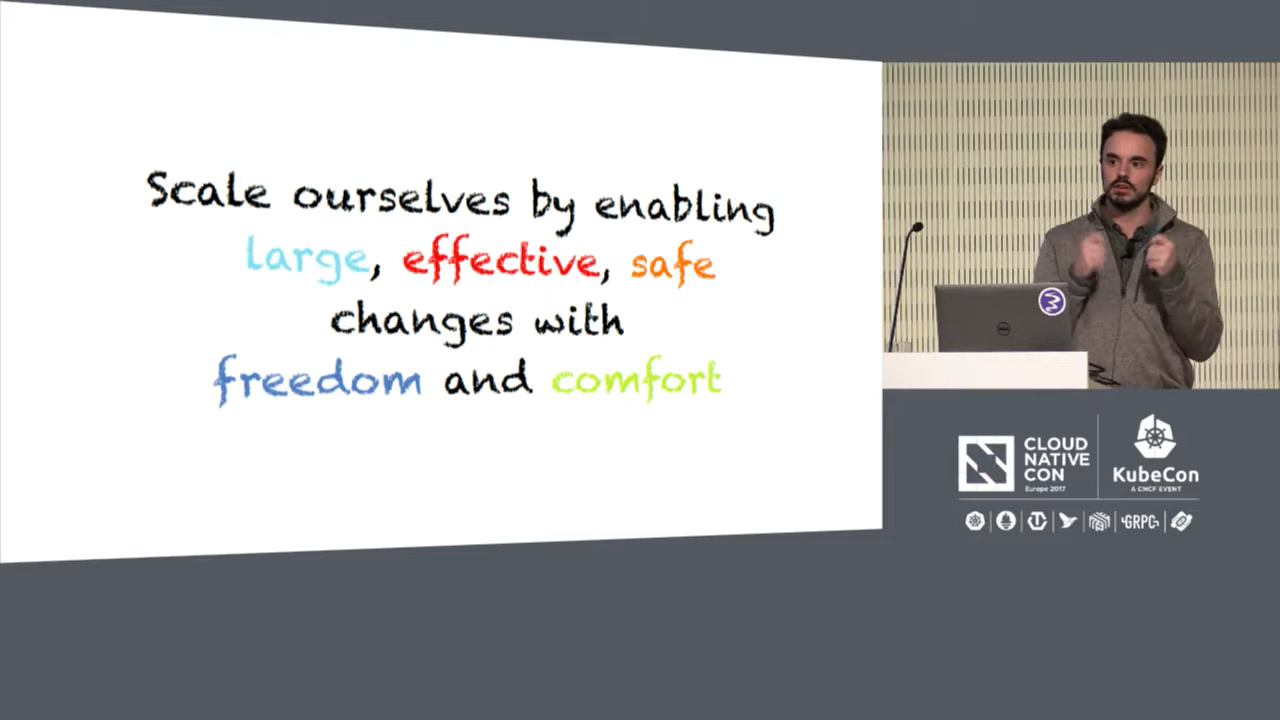 Scale ourselves by enabling
large, effective, safe
changes with
freedom and comfort
CLOUD
NATIVE
CON
Europe 2017
KubeCon
A CNCF EVENT
GRPC